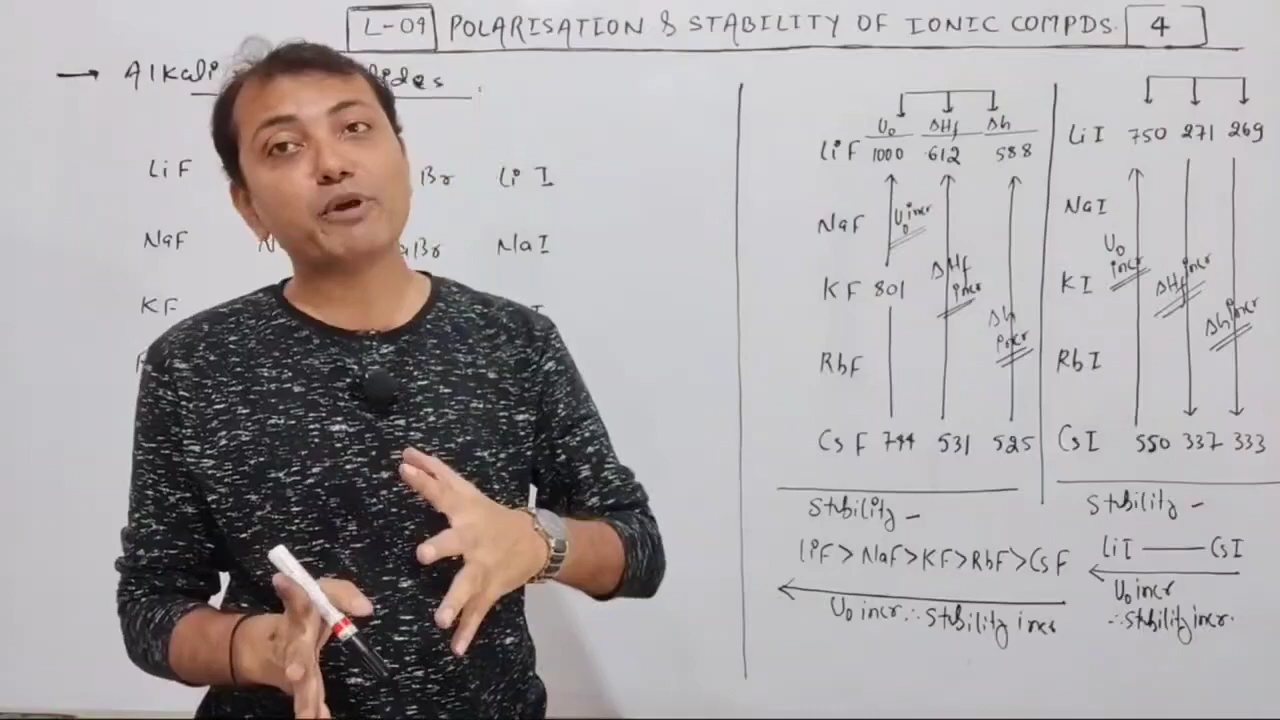 L-09 POLARISATION & STABILITY OF IONIC COMPDS. 4
→ Alkali
LiF Br LiI
NaF N Br NaI
KF I
U₀ ΔHf Δh
LiF 1000 -612 588
NaF U₀ incr
KF 801 ΔHf incr
RbF Δh incr
CsF 744 531 525
Stability -
LiF > NaF > KF > RbF > CsF
U₀ incr ∴ Stability incr
LiI 750 271 269
NaI
U₀ incr
KI ΔHf incr
Δh incr
RbI
CsI 550 337 333
Stability -
LiI — CsI
U₀ incr
∴ Stability incr.